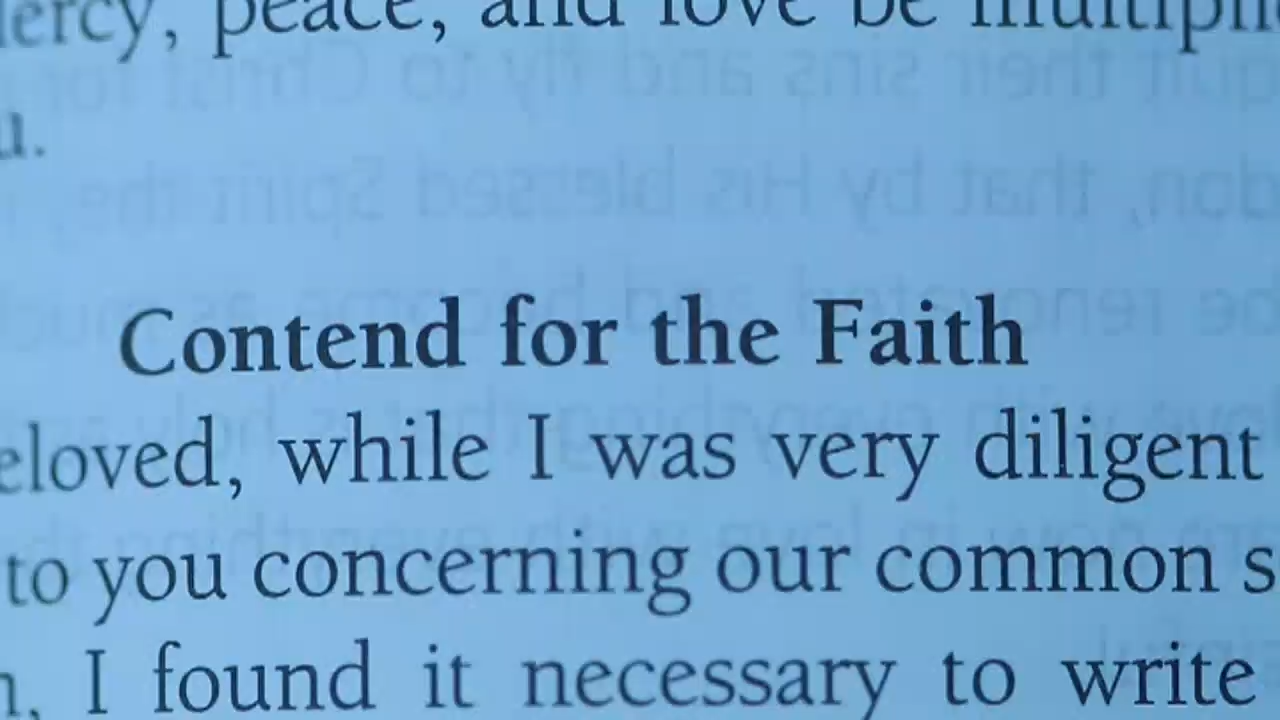 ercy, peace, and love be multipli
u.
Contend for the Faith
eloved, while I was very diligent
to you concerning our common s
n, I found it necessary to write